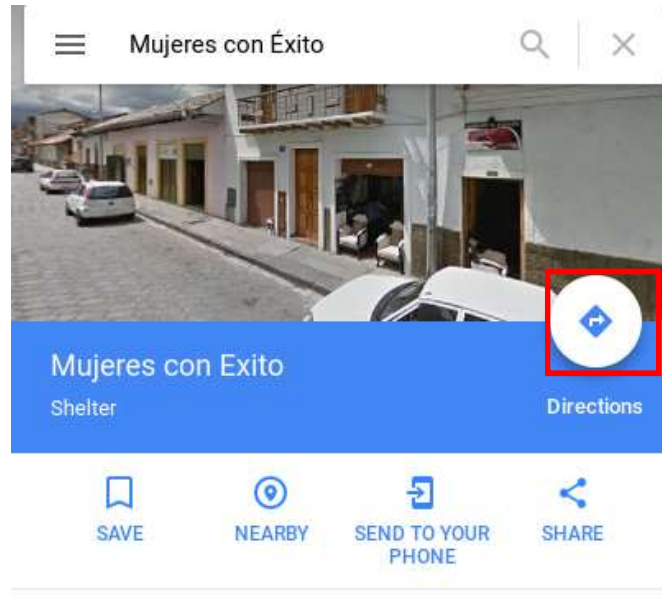 Mujeres con Éxito
Mujeres con Exito
Shelter
Directions
SAVE
NEARBY
SEND TO YOUR
PHONE
SHARE